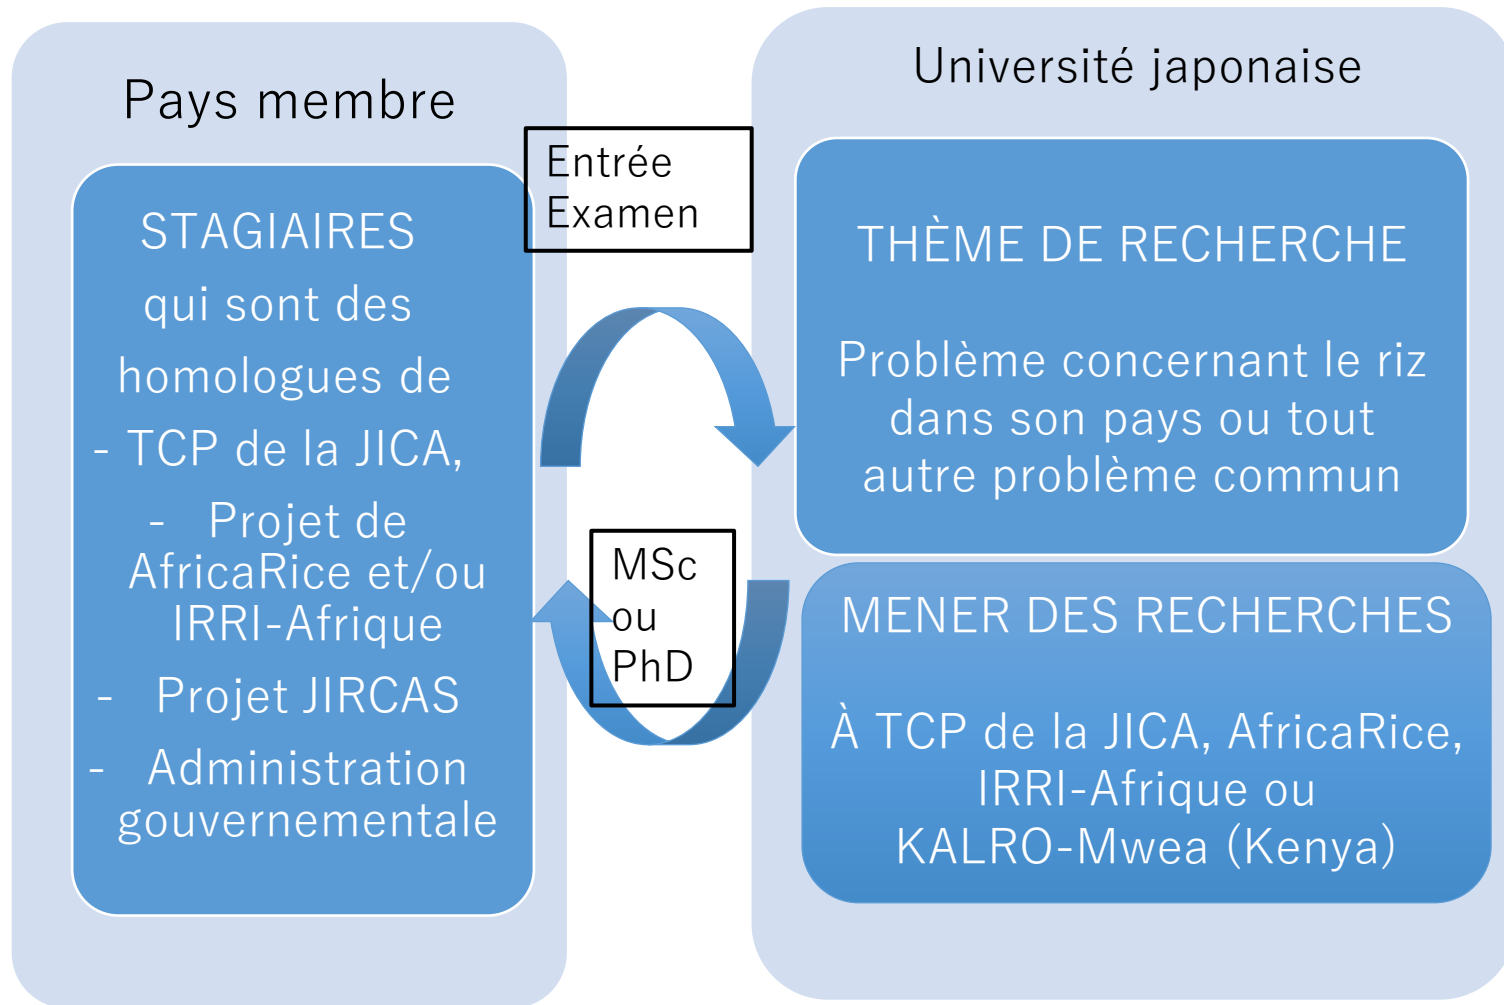 Pays membre
STAGIAIRES
qui sont des
homologues de
- TCP de la JICA,
- Projet de
AfricaRice et/ou
IRRI-Afrique
- Projet JIRCAS
- Administration
gouvernementale
Entrée
Examen
MSc
ou
PhD
Université japonaise
THÈME DE RECHERCHE
Problème concernant le riz
dans son pays ou tout
autre problème commun
MENER DES RECHERCHES
À TCP de la JICA, AfricaRice,
IRRI-Afrique ou
KALRO-Mwea (Kenya)